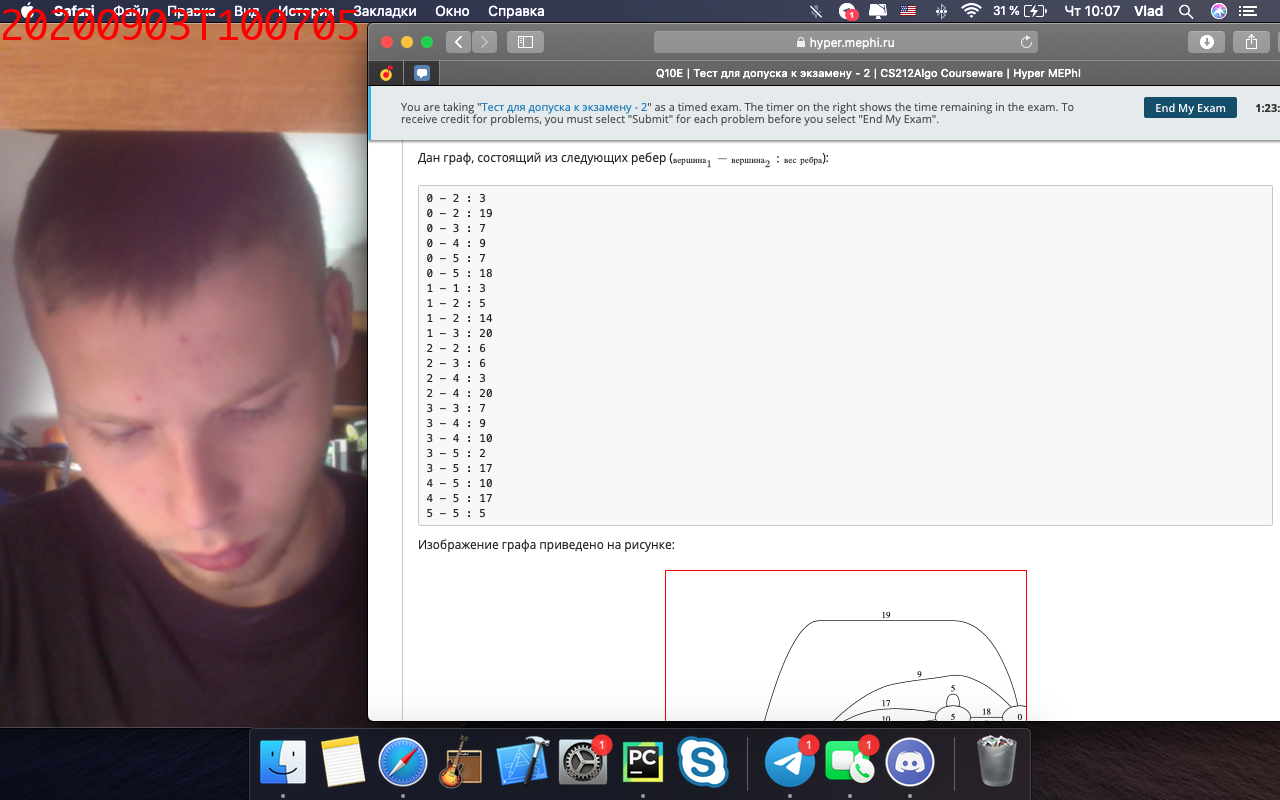 Safari Файл Правка Вид История Закладки Окно Справка 1 31 % Чт 10:07 Vlad
20200903T100705
hyper.mephi.ru
Q10E | Тест для допуска к экзамену - 2 | CS212Algo Courseware | Hyper MEPhI
You are taking "Тест для допуска к экзамену - 2" as a timed exam. The timer on the right shows the time remaining in the exam. To
receive credit for problems, you must select "Submit" for each problem before you select "End My Exam".
End My Exam
1:23:
Дан граф, состоящий из следующих ребер (вершина1 − вершина2 : вес ребра):
0 – 2 : 3
0 – 2 : 19
0 – 3 : 7
0 – 4 : 9
0 – 5 : 7
0 – 5 : 18
1 – 1 : 3
1 – 2 : 5
1 – 2 : 14
1 – 3 : 20
2 – 2 : 6
2 – 3 : 6
2 – 4 : 3
2 – 4 : 20
3 – 3 : 7
3 – 4 : 9
3 – 4 : 10
3 – 5 : 2
3 – 5 : 17
4 – 5 : 10
4 – 5 : 17
5 – 5 : 5
Изображение графа приведено на рисунке:
19
9
5
17
18
10
5
0
1
PC
1
1